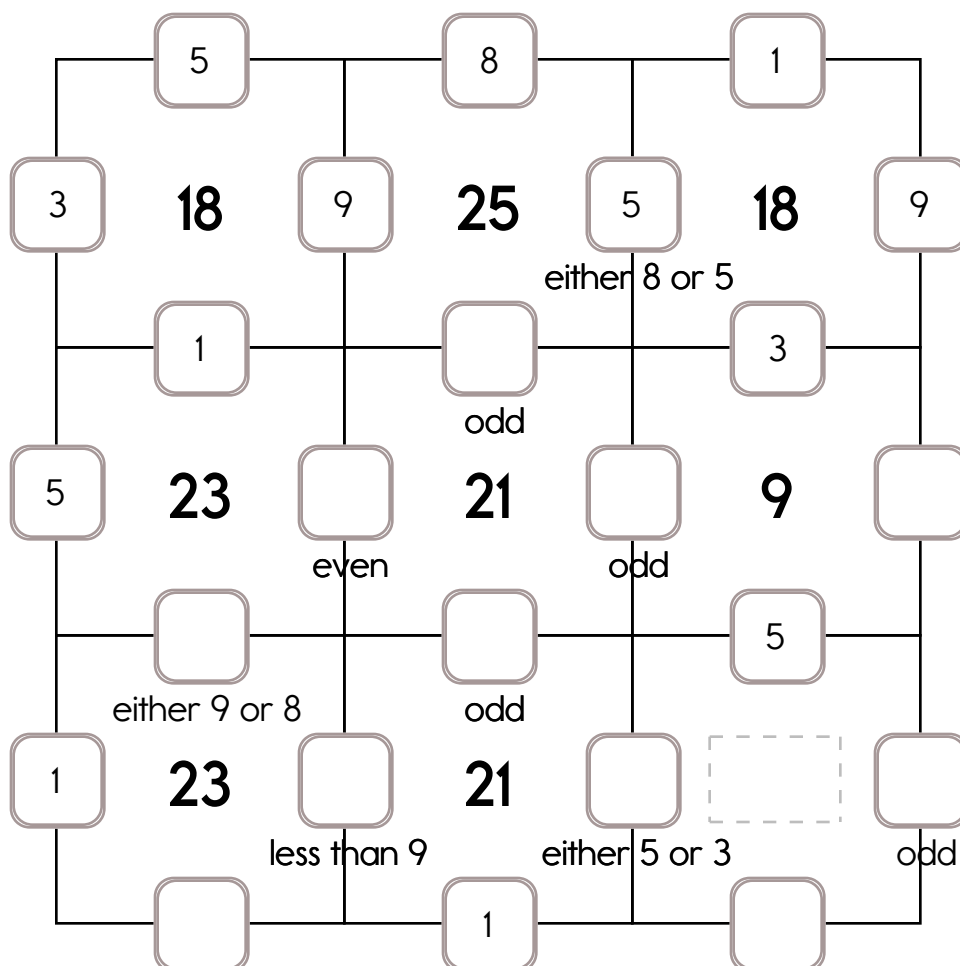 5 8 1
3 18 9 25 5 18 9
either 8 or 5
1 3
odd
5 23 21 9
even odd
5
either 9 or 8 odd
1 23 21
less than 9 either 5 or 3 odd
1